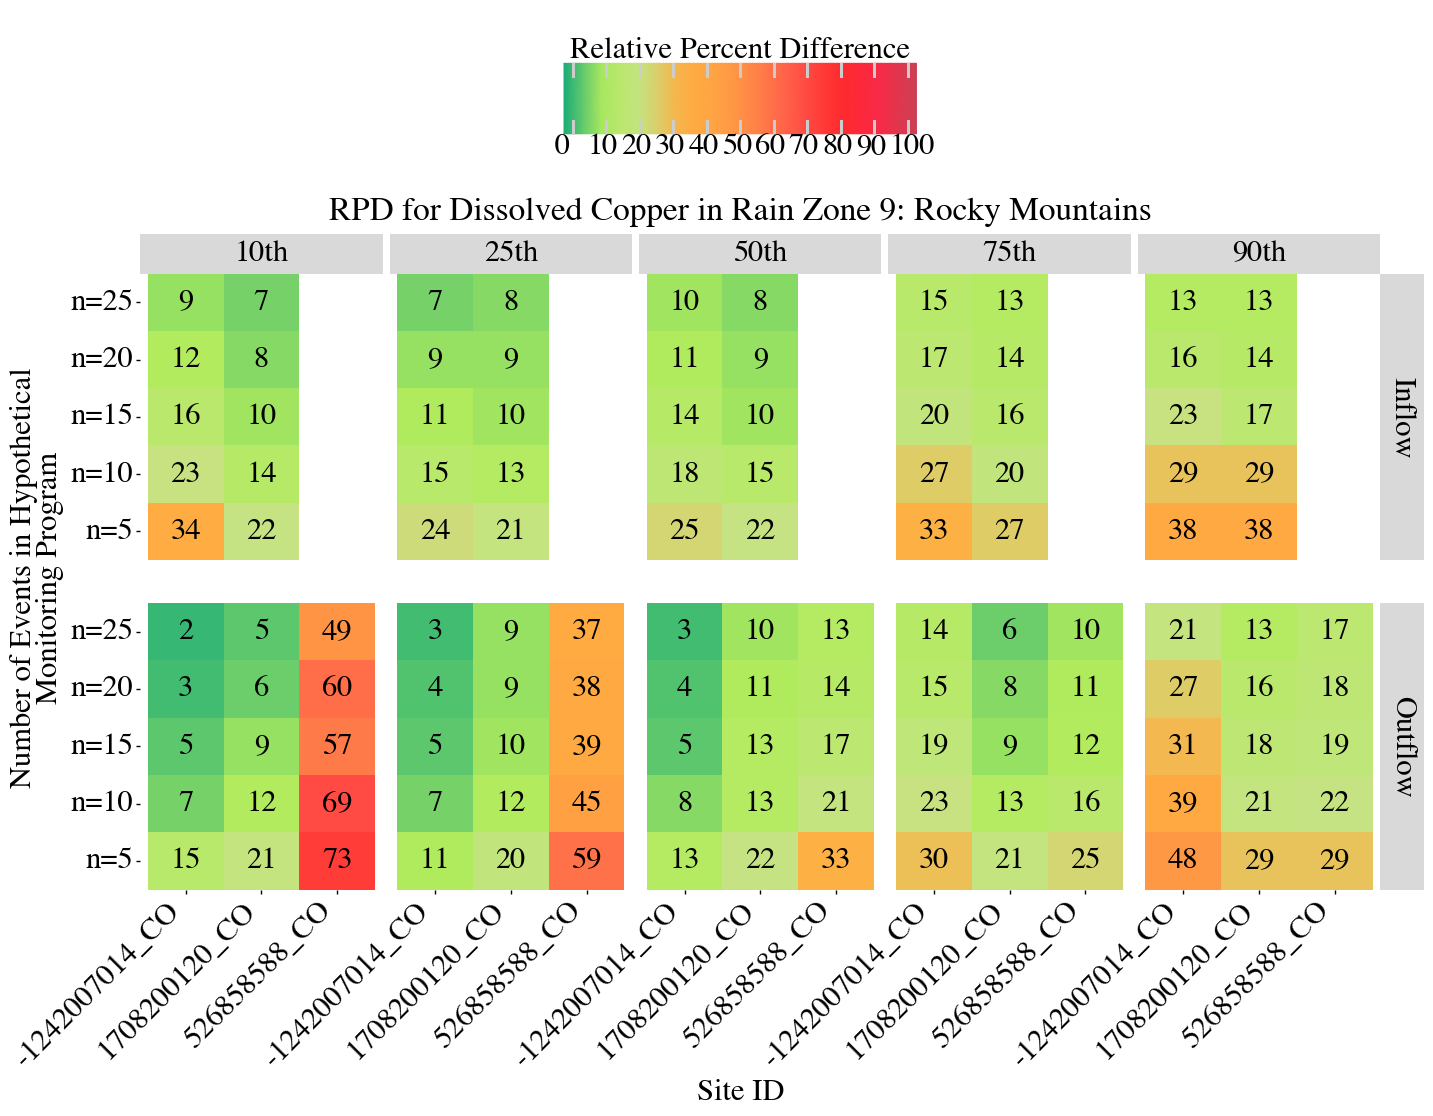 Relative Percent Difference
0 10 20 30 40 50 60 70 80 90 100
RPD for Dissolved Copper in Rain Zone 9: Rocky Mountains
10th 25th 50th 75th 90th
n=25 9 7 7 8 10 8 15 13 13 13
n=20 12 8 9 9 11 9 17 14 16 14
n=15 16 10 11 10 14 10 20 16 23 17
n=10 23 14 15 13 18 15 27 20 29 29
n=5 34 22 24 21 25 22 33 27 38 38
Inflow
n=25 2 5 49 3 9 37 3 10 13 14 6 10 21 13 17
n=20 3 6 60 4 9 38 4 11 14 15 8 11 27 16 18
n=15 5 9 57 5 10 39 5 13 17 19 9 12 31 18 19
n=10 7 12 69 7 12 45 8 13 21 23 13 16 39 21 22
n=5 15 21 73 11 20 59 13 22 33 30 21 25 48 29 29
Outflow
Number of Events in Hypothetical
Monitoring Program
-1242007014_CO 1708200120_CO 526858588_CO -1242007014_CO 1708200120_CO 526858588_CO -1242007014_CO 1708200120_CO 526858588_CO -1242007014_CO 1708200120_CO 526858588_CO -1242007014_CO 1708200120_CO 526858588_CO
Site ID